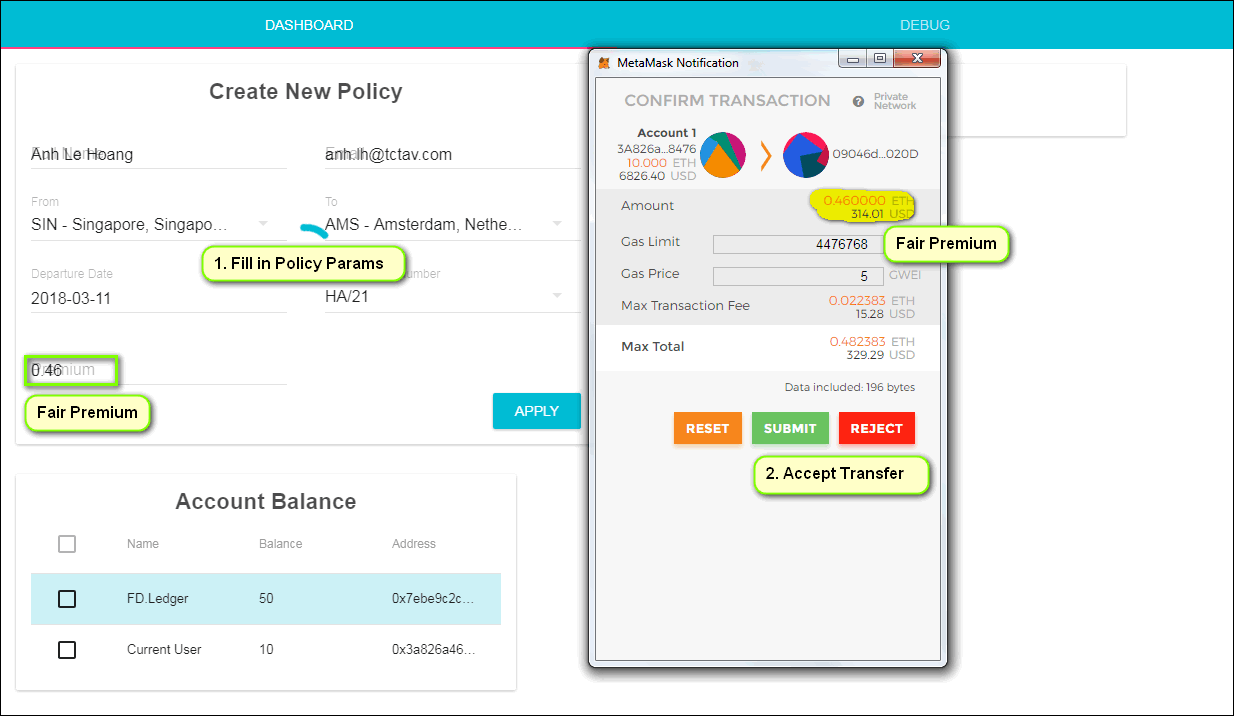 DASHBOARD
DEBUG
Create New Policy
Anh Le Hoang
anh.lh@tctav.com
From
To
SIN - Singapore, Singapo...
AMS - Amsterdam, Nethe...
1. Fill in Policy Params
Departure Date
umber
2018-03-11
HA/21
Premium
0.46
Fair Premium
APPLY
Account Balance
Name
Balance
Address
FD.Ledger
50
0x7ebe9c2c...
Current User
10
0x3a826a46...
MetaMask Notification
CONFIRM TRANSACTION
Private
Network
Account 1
3A826a...8476
10.000 ETH
6826.40 USD
09046d...020D
Amount
0.460000 ETH
314.01 USD
Fair Premium
Gas Limit
4476768
Gas Price
5
GWEI
Max Transaction Fee
0.022383 ETH
15.28 USD
Max Total
0.482383 ETH
329.29 USD
Data included: 196 bytes
RESET
SUBMIT
REJECT
2. Accept Transfer